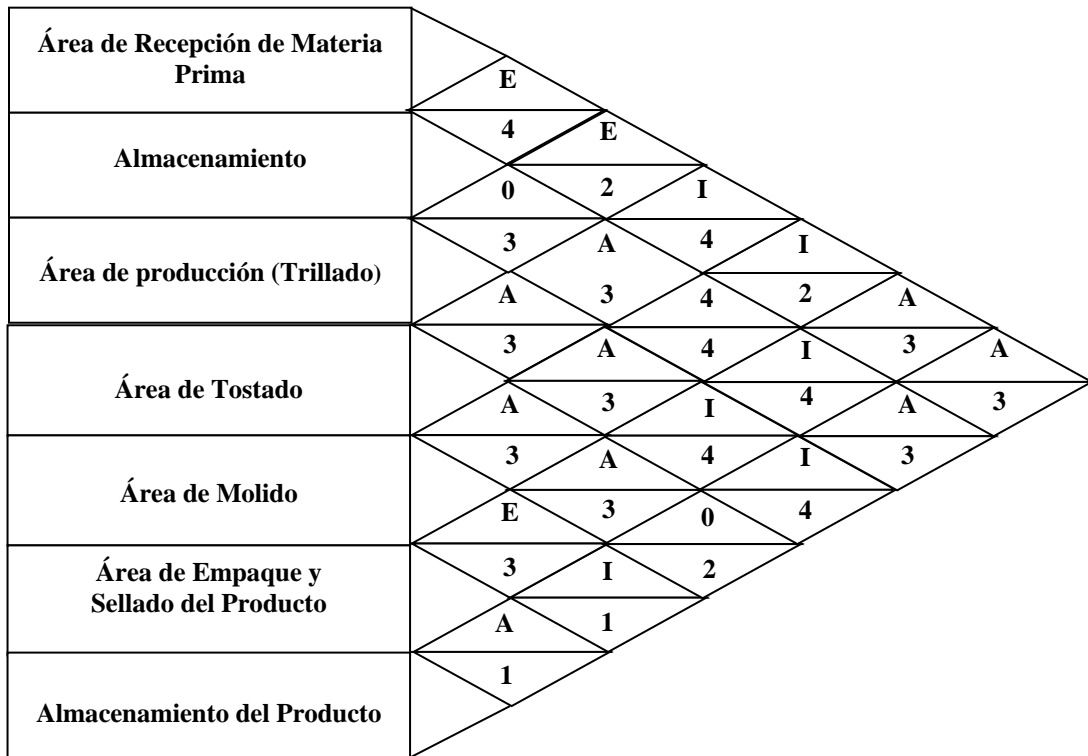 Área de Recepción de Materia
Prima
E
4 E
Almacenamiento
0 2 I
3 A 4 I
Área de producción (Trillado)
A 3 4 2 A
3 A 4 I 3 A
Área de Tostado
A 3 I 4 A 3
3 A 4 I 3
Área de Molido
E 3 0 4
Área de Empaque y
Sellado del Producto
3 I 2
A 1
1
Almacenamiento del Producto